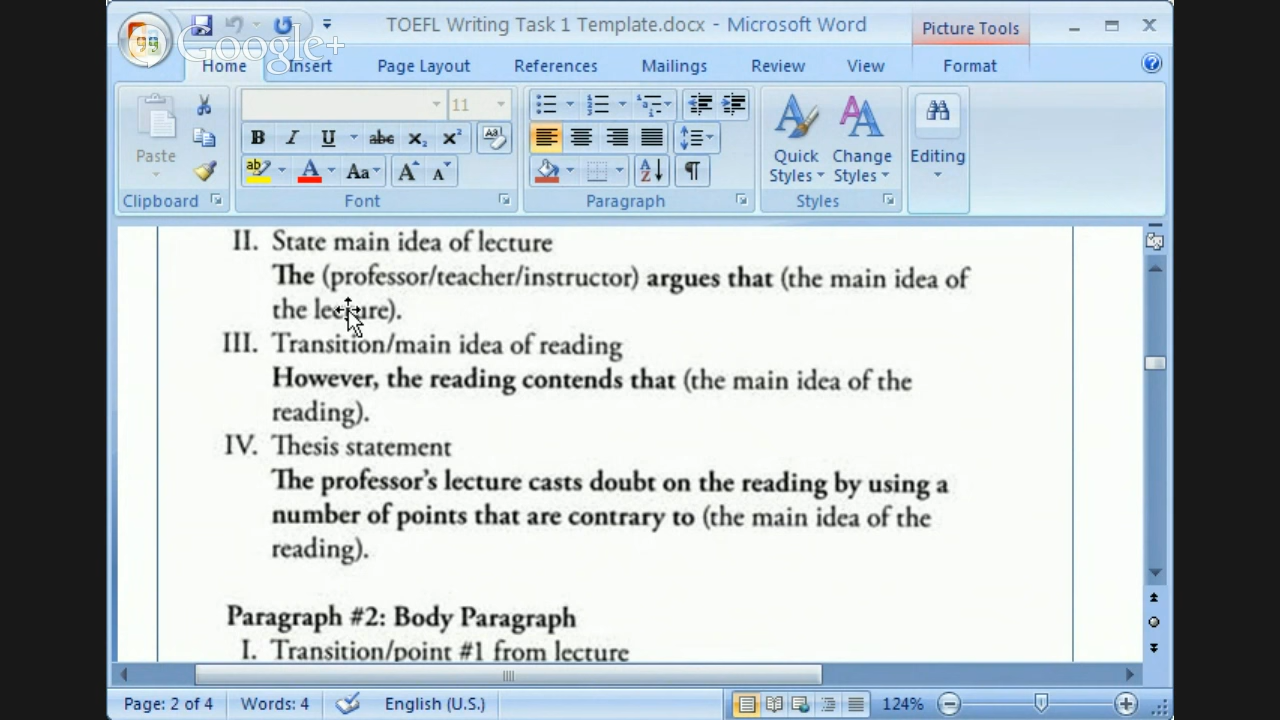 Google+
TOEFL Writing Task 1 Template.docx - Microsoft Word
Picture Tools
Home Insert Page Layout References Mailings Review View Format
11
Paste
B I U abc X₂ X² Aa
ab A Aa A A
A Z ¶
Quick Styles
Change Styles
Editing
Clipboard Font Paragraph Styles
II. State main idea of lecture
The (professor/teacher/instructor) argues that (the main idea of
the lecture).
III. Transition/main idea of reading
However, the reading contends that (the main idea of the
reading).
IV. Thesis statement
The professor's lecture casts doubt on the reading by using a
number of points that are contrary to (the main idea of the
reading).
Paragraph #2: Body Paragraph
I. Transition/point #1 from lecture
Page: 2 of 4 Words: 4 English (U.S.) 124%